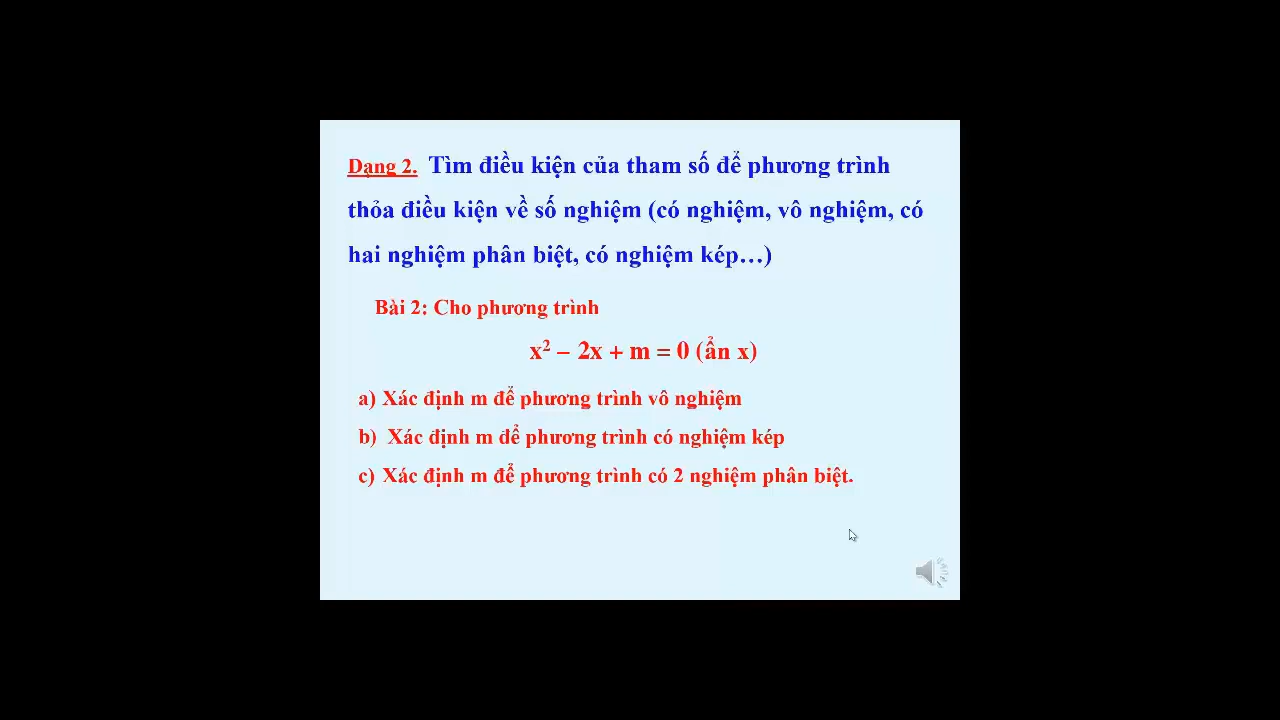 Dạng 2. Tìm điều kiện của tham số để phương trình
thỏa điều kiện về số nghiệm (có nghiệm, vô nghiệm, có
hai nghiệm phân biệt, có nghiệm kép…)
Bài 2: Cho phương trình
x² – 2x + m = 0 (ẩn x)
a) Xác định m để phương trình vô nghiệm
b) Xác định m để phương trình có nghiệm kép
c) Xác định m để phương trình có 2 nghiệm phân biệt.